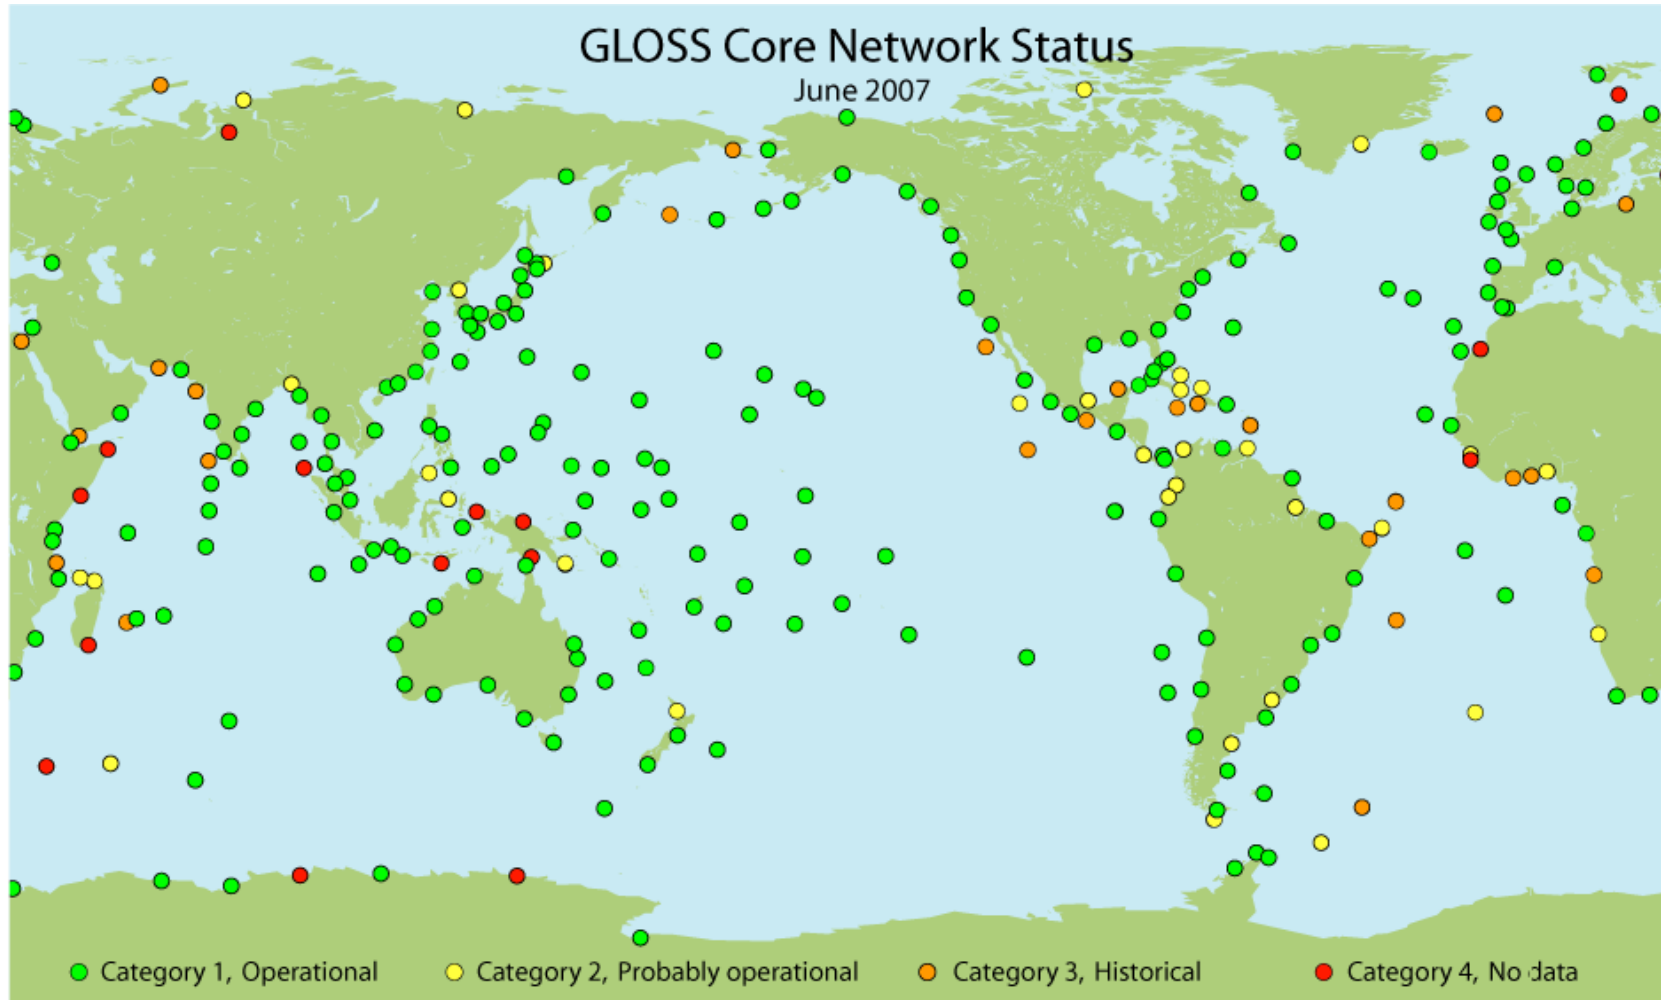 GLOSS Core Network Status
June 2007
Category 1, Operational
Category 2, Probably operational
Category 3, Historical
Category 4, No data